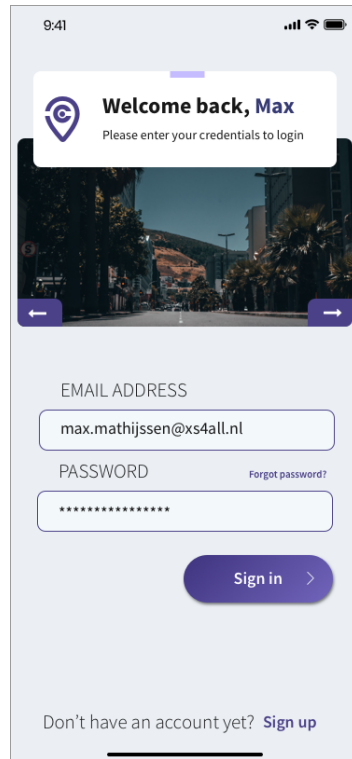 9:41
Welcome back, Max
Please enter your credentials to login
EMAIL ADDRESS
max.mathijssen@xs4all.nl
PASSWORD
Forgot password?
****************
Sign in
Don’t have an account yet? Sign up